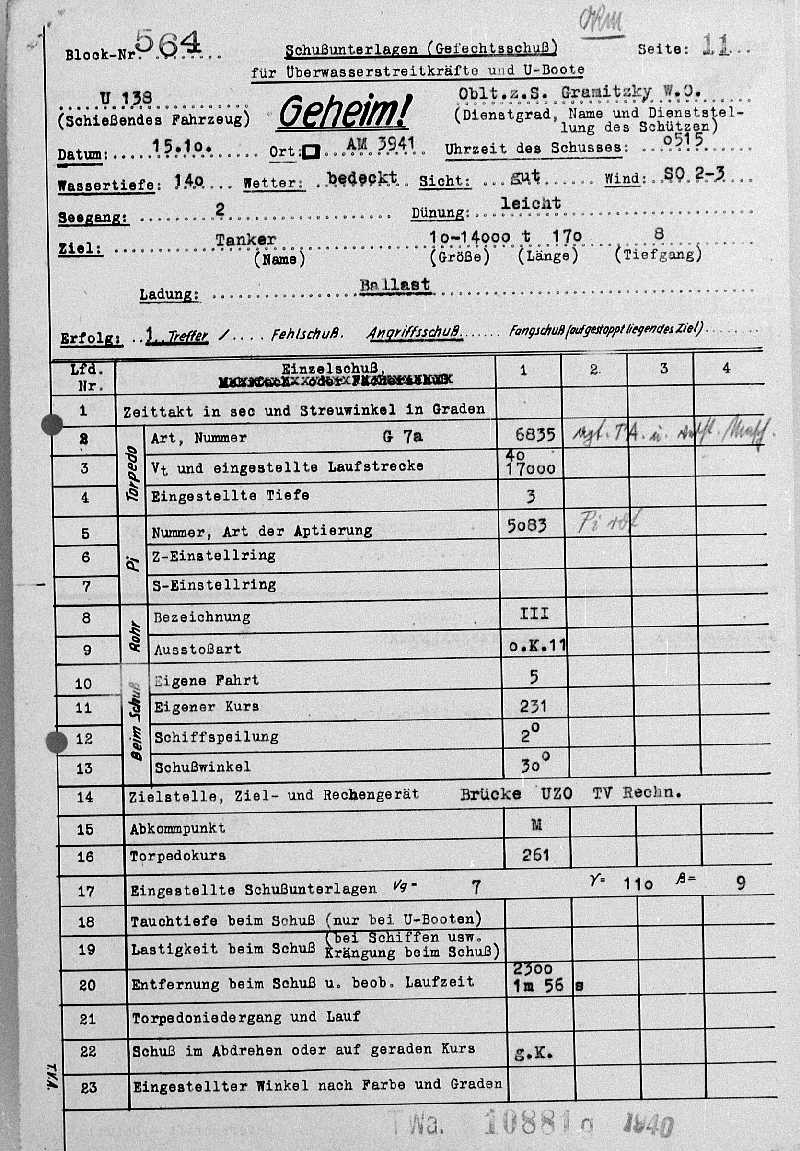 OKM
Block-Nr. 564 Schußunterlagen (Gefechtsschuß) Seite: 11
für Überwasserstreitkräfte und U-Boote
U 138 Geheim! Oblt.z.S. Gramitzky W.O.
(Schießendes Fahrzeug) (Dienstgrad, Name und Dienststel-
lung des Schützen)
Datum: 15.10. Ort: AM 3941 Uhrzeit des Schusses: 0515
Wassertiefe: 140 Wetter: bedeckt Sicht: gut Wind: SO 2-3
Seegang: 2 Dünung: leicht
Ziel: Tanker 10-14000 t 170 8
(Name) (Größe) (Länge) (Tiefgang)
Ladung: Ballast
Erfolg: 1 Treffer / Fehlschuß. Angriffsschuß Fangschuß (auf gestoppt liegendes Ziel)
Lfd. Nr. Einzelschuß, 1 2 3 4
1 Zeittakt in sec und Streuwinkel in Graden
Torpedo
2 Art, Nummer G 7a 6835
3 Vt und eingestellte Laufstrecke 40 17000
4 Eingestellte Tiefe 3
Pi
5 Nummer, Art der Aptierung 5083 Pi rot
6 Z-Einstellring
7 S-Einstellring
Rohr
8 Bezeichnung III
9 Ausstoßart o.K.11
Beim Schuß
10 Eigene Fahrt 5
11 Eigener Kurs 231
12 Schiffspeilung 2°
13 Schußwinkel 30°
14 Zielstelle, Ziel- und Rechengerät Brücke UZO TV Rechn.
15 Abkommpunkt M
16 Torpedokurs 261
17 Eingestellte Schußunterlagen Vg= 7 γ= 110 β= 9
18 Tauchtiefe beim Schuß (nur bei U-Booten)
19 Lastigkeit beim Schuß (bei Schiffen usw. Krängung beim Schuß)
20 Entfernung beim Schuß u. beob. Laufzeit 2300 1m 56 s
21 Torpedoniedergang und Lauf
22 Schuß im Abdrehen oder auf geraden Kurs g.K.
23 Eingestellter Winkel nach Farbe und Graden
T.V.A.
TWa. 10881 g 1940